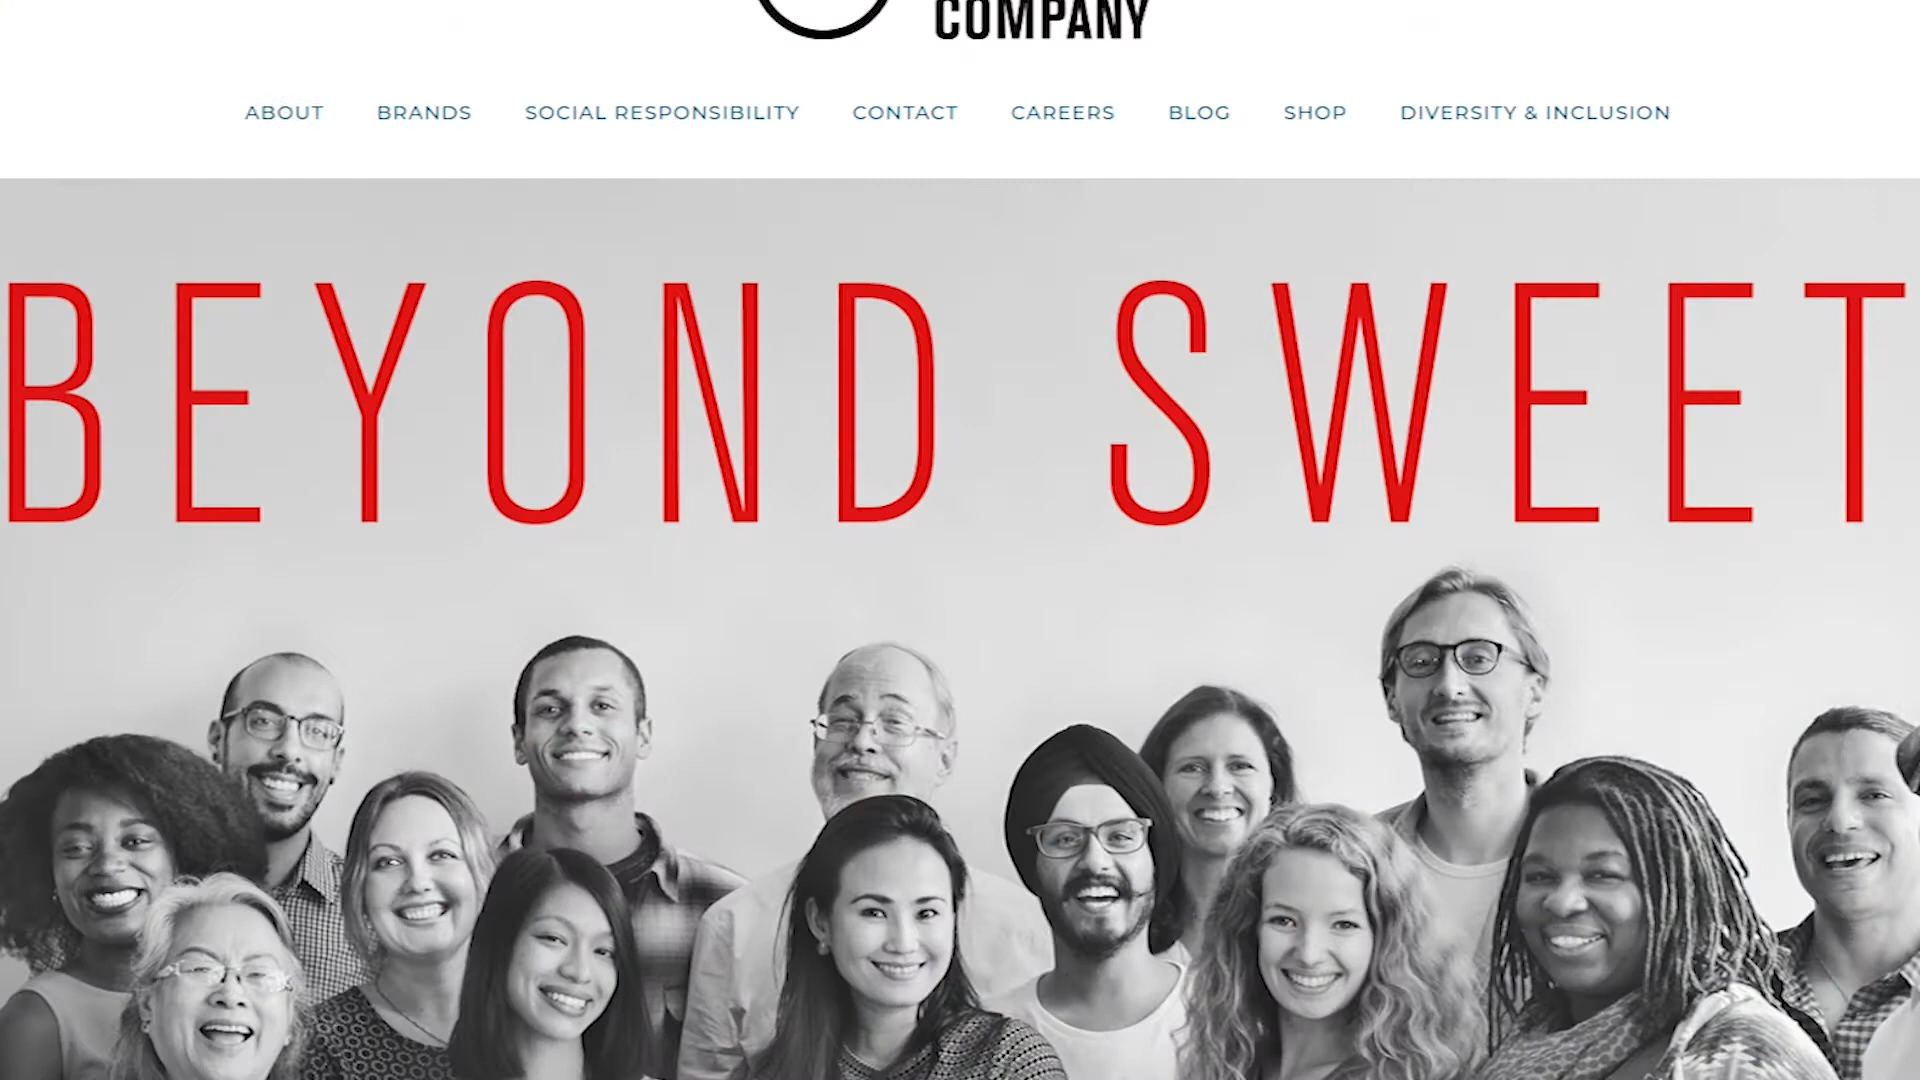 COMPANY
ABOUT BRANDS SOCIAL RESPONSIBILITY CONTACT CAREERS BLOG SHOP DIVERSITY & INCLUSION
BEYOND SWEET